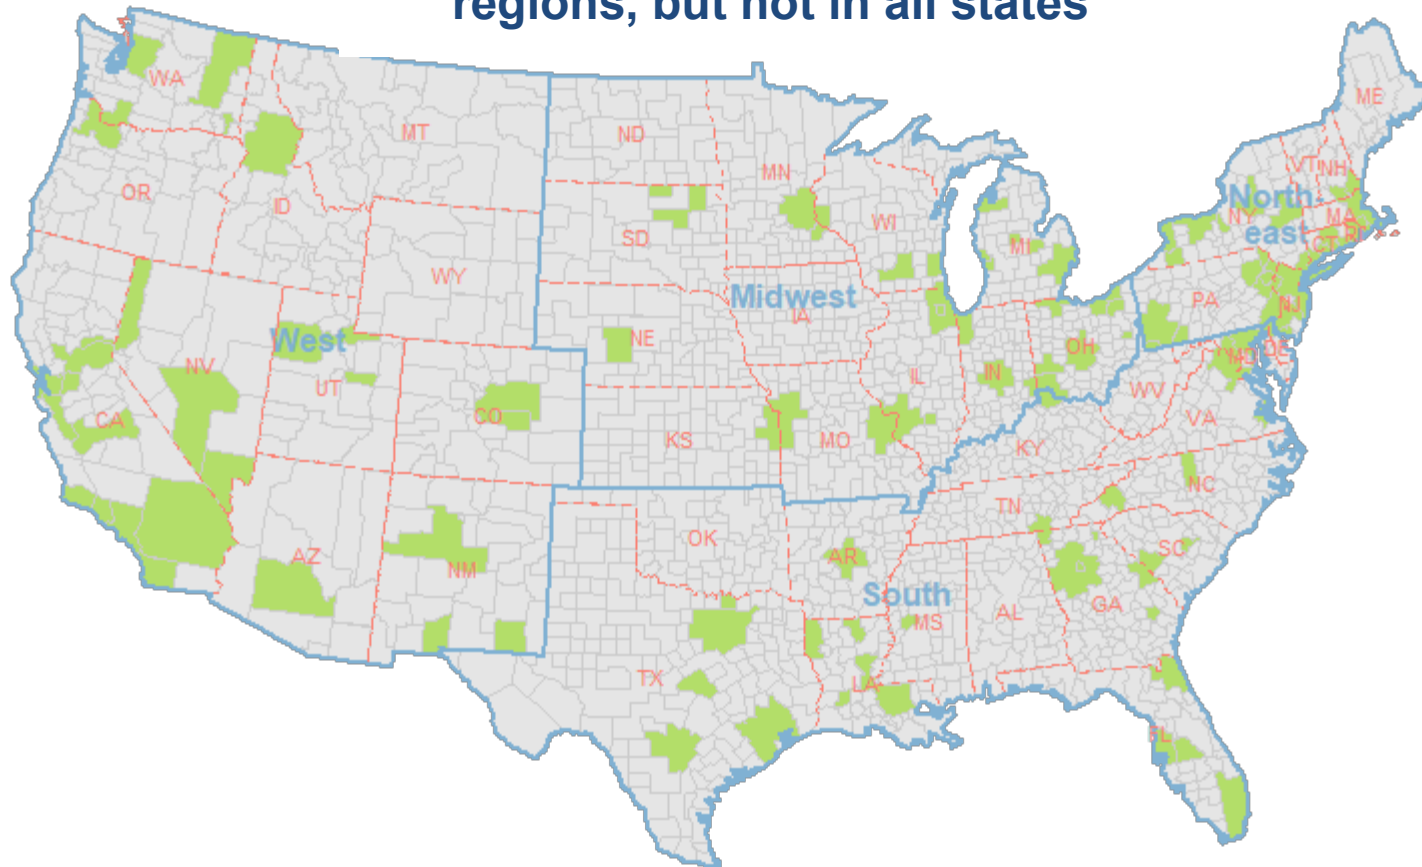 regions, but not in all states
WA
MT
ND
MN
ME
OR
ID
SD
WI
MI
VT
NH
NY
North-
east
MA
CT
WY
Midwest
IA
NE
PA
NJ
West
NV
UT
CO
CA
KS
MO
IL
IN
OH
WV
MD
DE
VA
KY
TN
NC
AZ
NM
OK
AR
South
MS
AL
GA
SC
TX
LA
FL